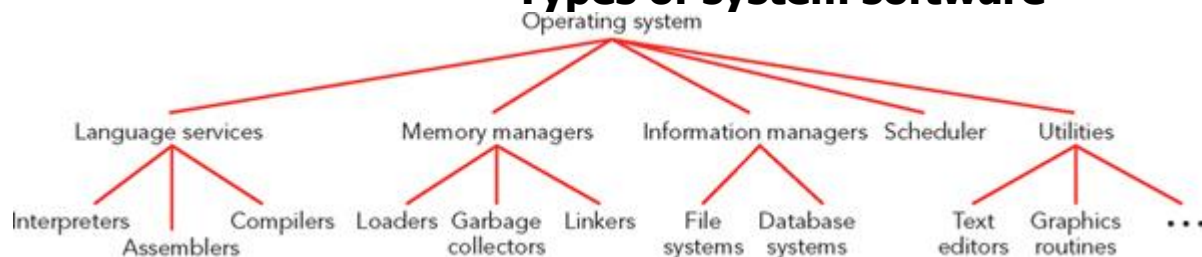 Types of System Software
Operating system
Language services Memory managers Information managers Scheduler Utilities
Interpreters Assemblers Compilers Loaders Garbage collectors Linkers File systems Database systems Text editors Graphics routines ...